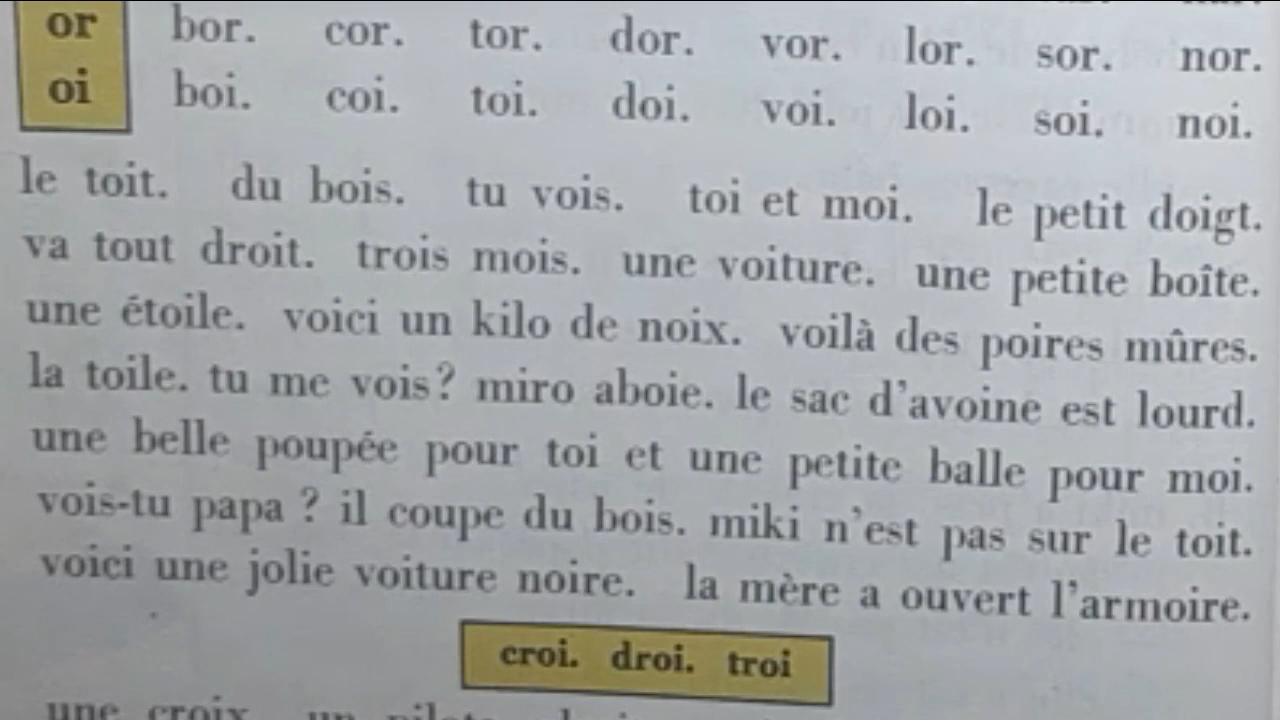 or bor. cor. tor. dor. vor. lor. sor. nor.
oi boi. coi. toi. doi. voi. loi. soi. noi.
le toit. du bois. tu vois. toi et moi. le petit doigt.
va tout droit. trois mois. une voiture. une petite boîte.
une étoile. voici un kilo de noix. voilà des poires mûres.
la toile. tu me vois? miro aboie. le sac d'avoine est lourd.
une belle poupée pour toi et une petite balle pour moi.
vois-tu papa ? il coupe du bois. miki n'est pas sur le toit.
voici une jolie voiture noire. la mère a ouvert l'armoire.
croi. droi. troi
une croix